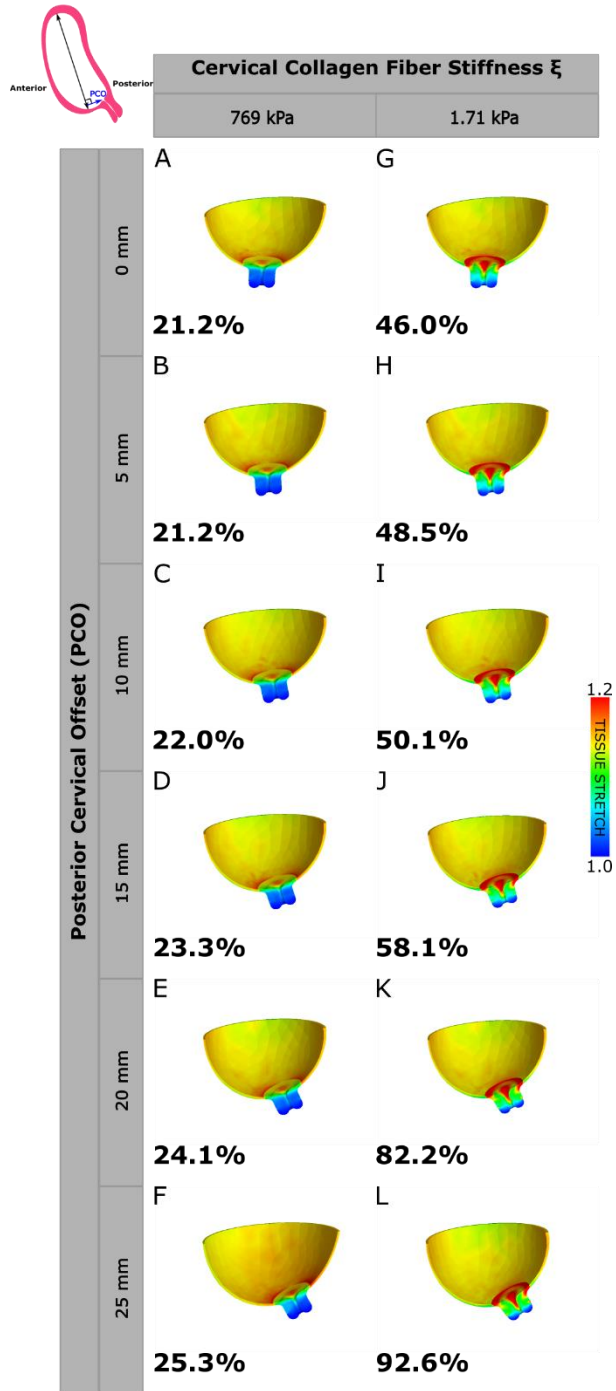 Anterior
Posterior
PCO
Cervical Collagen Fiber Stiffness ξ
769 kPa
1.71 kPa
Posterior Cervical Offset (PCO)
0 mm
A
21.2%
G
46.0%
5 mm
B
21.2%
H
48.5%
10 mm
C
22.0%
I
50.1%
15 mm
D
23.3%
J
58.1%
20 mm
E
24.1%
K
82.2%
25 mm
F
25.3%
L
92.6%
1.2
TISSUE STRETCH
1.0